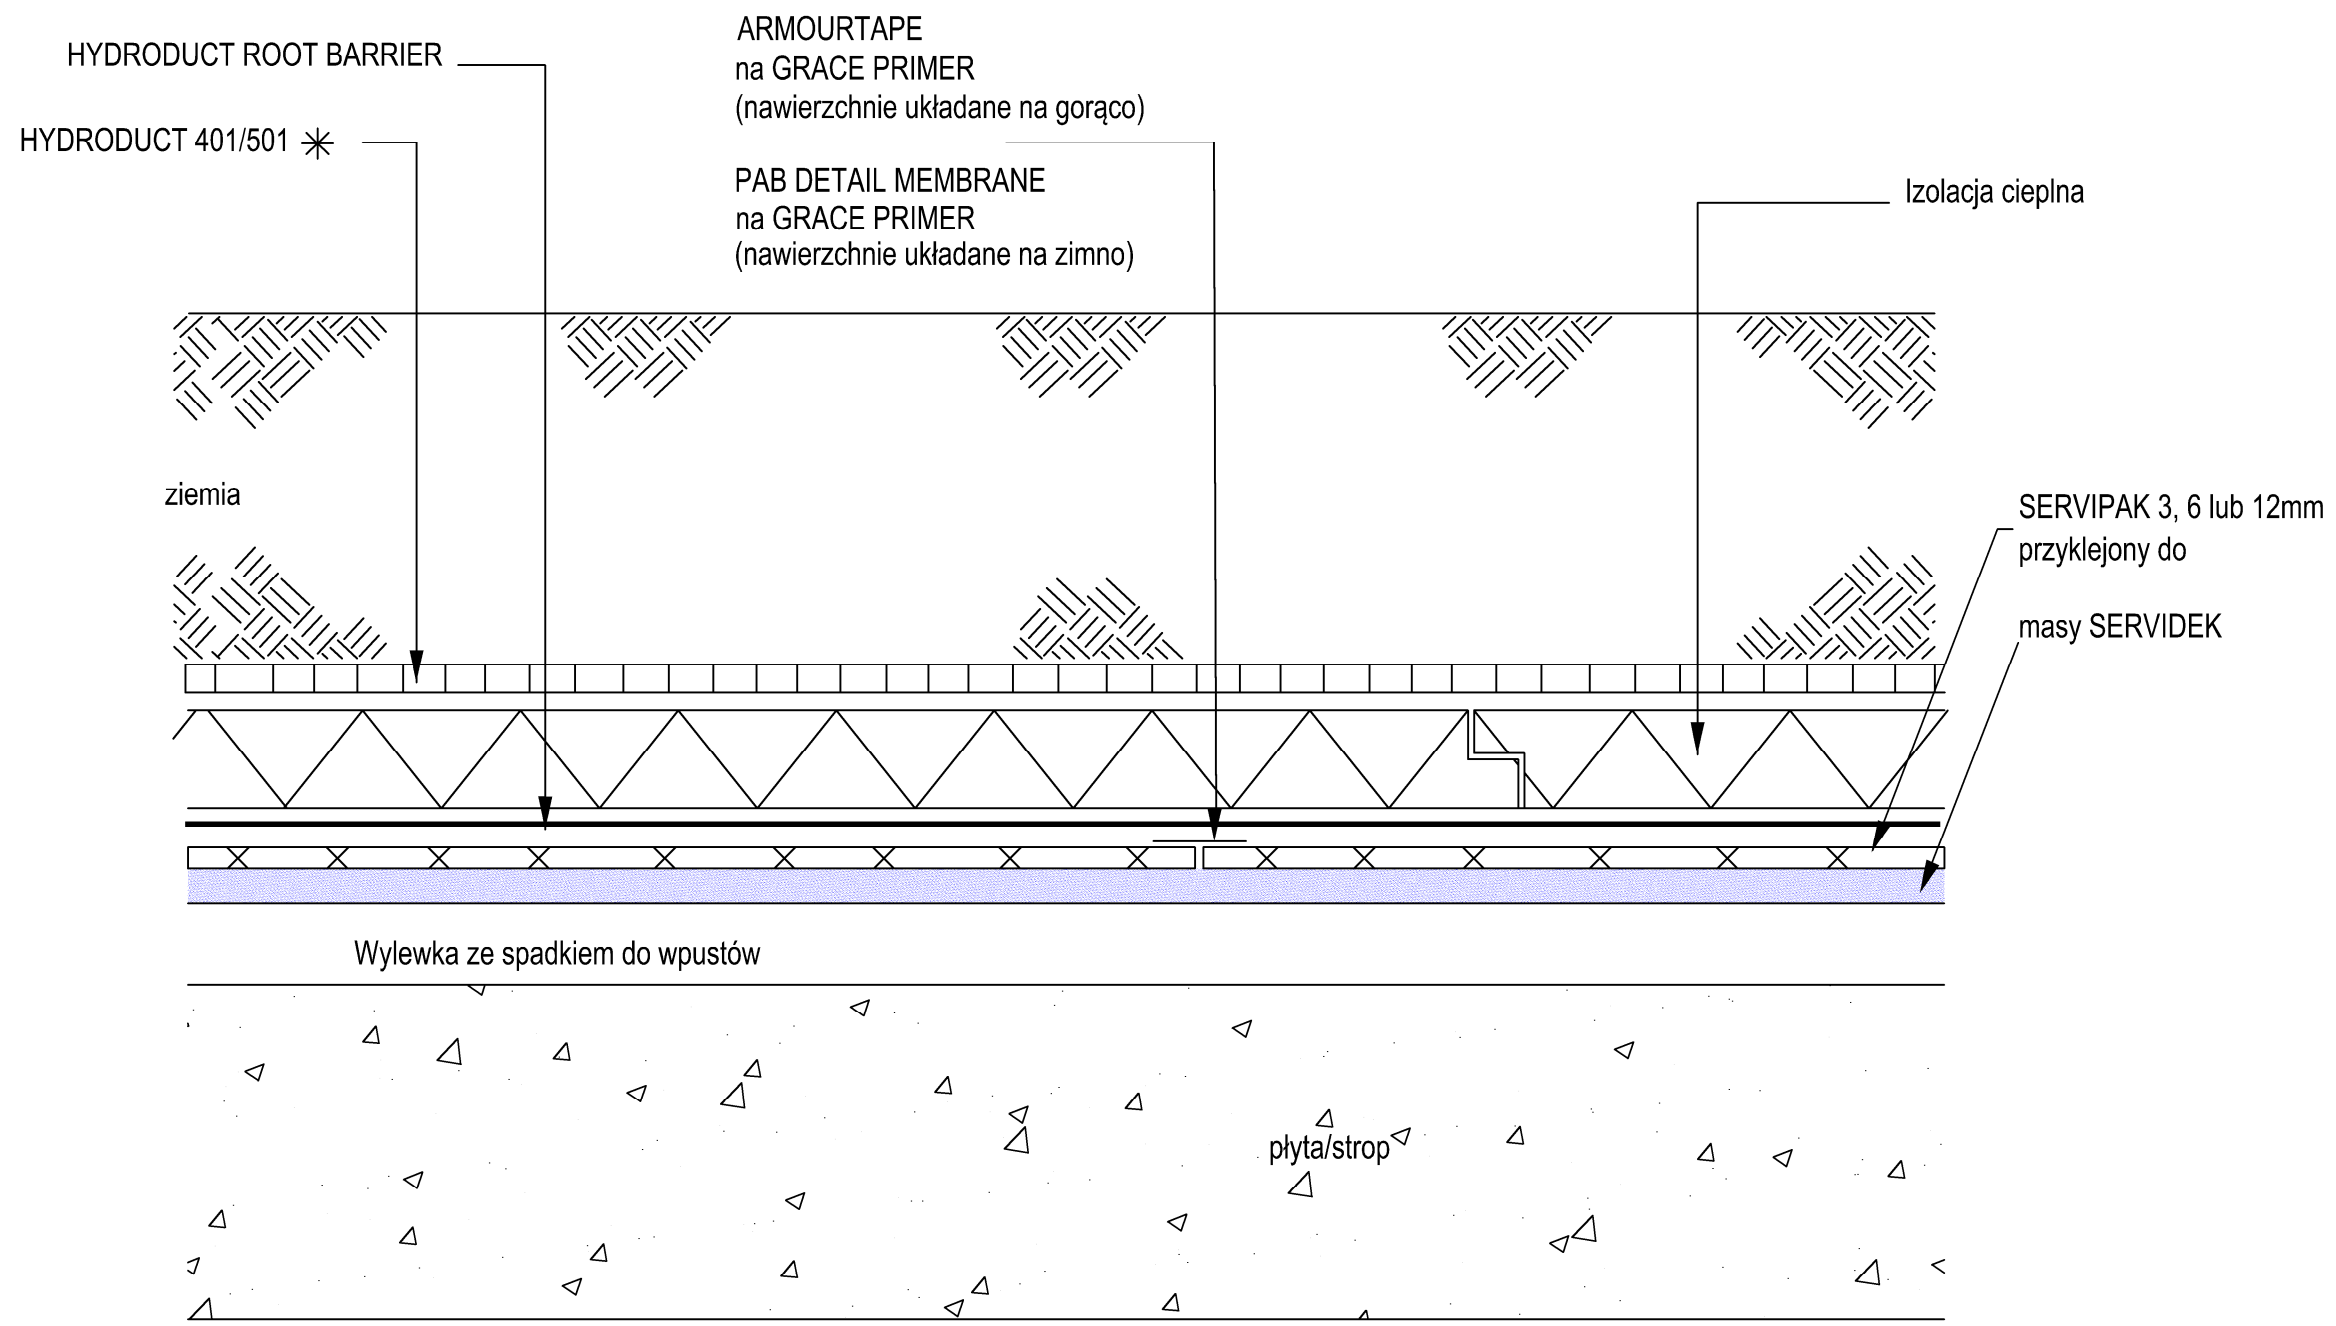 HYDRODUCT ROOT BARRIER
HYDRODUCT 401/501 *
ARMOURTAPE
na GRACE PRIMER
(nawierzchnie układane na gorąco)
PAB DETAIL MEMBRANE
na GRACE PRIMER
(nawierzchnie układane na zimno)
Izolacja cieplna
ziemia
SERVIPAK 3, 6 lub 12mm
przyklejony do
masy SERVIDEK
Wylewka ze spadkiem do wpustów
płyta/strop